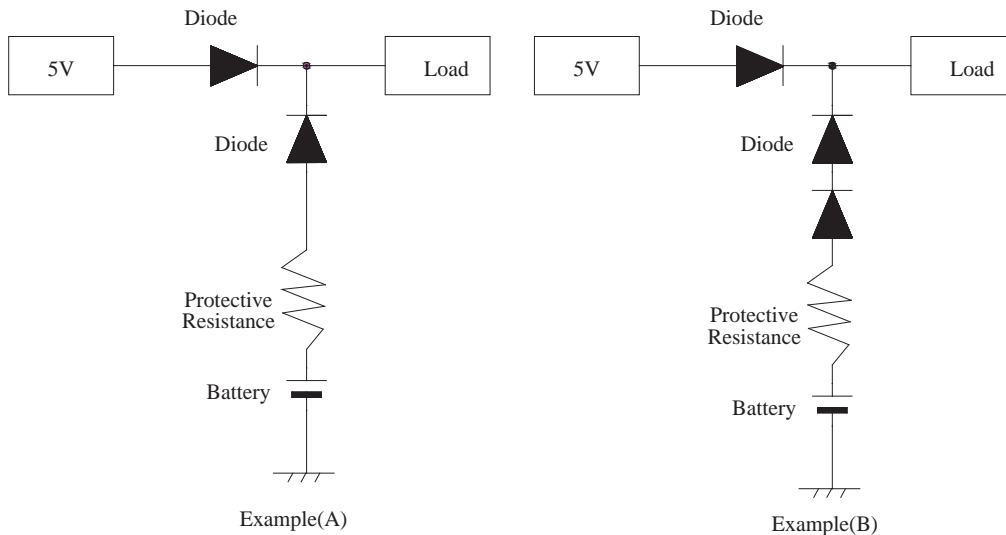 Diode
5V
Load
Diode
Protective
Resistance
Battery
Example(A)
Diode
5V
Load
Diode
Protective
Resistance
Battery
Example(B)